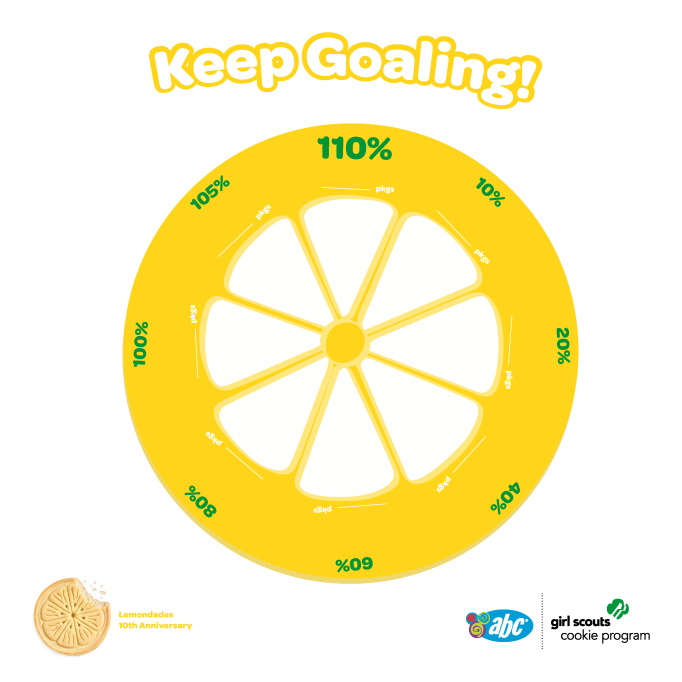 Keep Goaling!
110%
pkgs
10%
pkgs
20%
pkgs
40%
pkgs
60%
pkgs
80%
pkgs
100%
pkgs
105%
pkgs
Lemonades
10th Anniversary
abc
girl scouts
cookie program